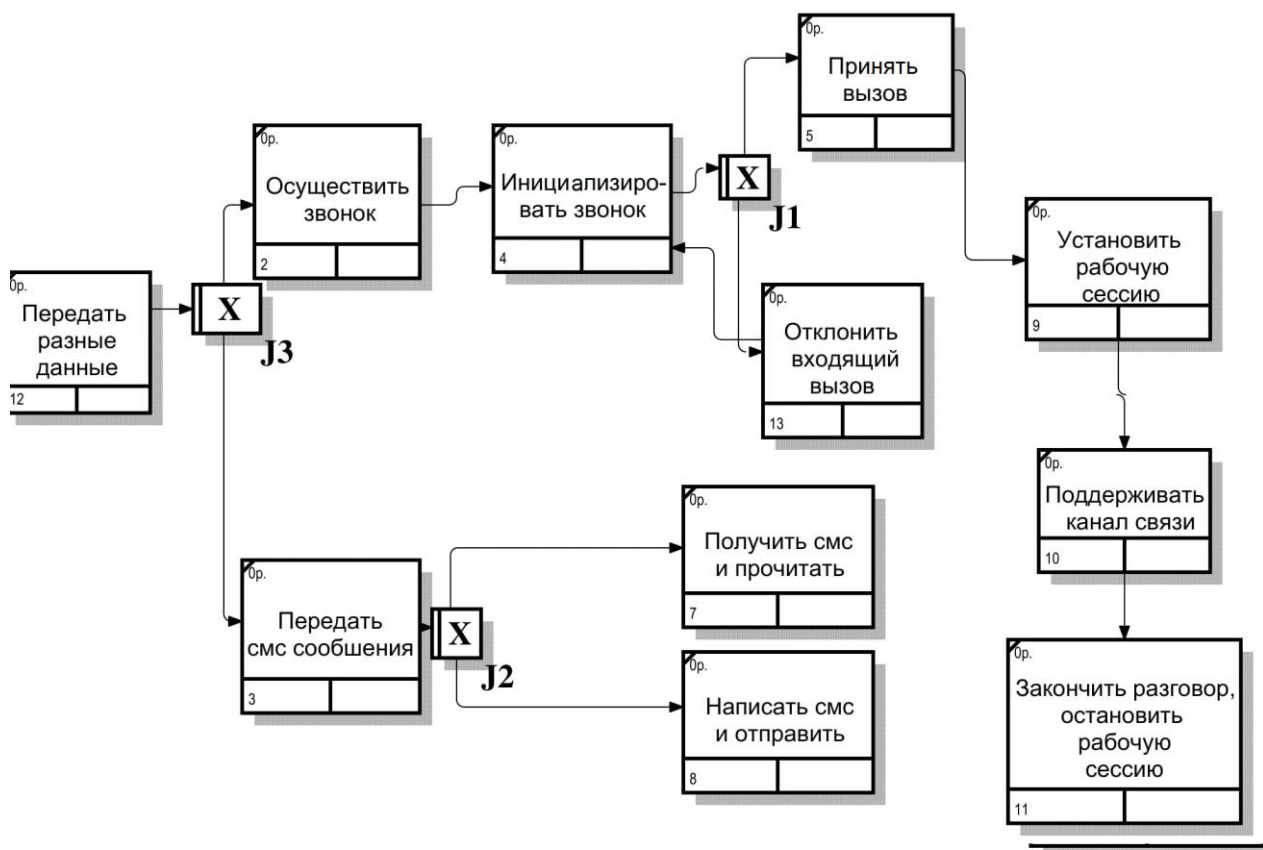 0р.
Принять
вызов
5
0р.
Осуществить
звонок
2
0р.
Инициализиро-
вать звонок
4
X
J1
0р.
Установить
рабочую
сессию
9
0р.
Передать
разные
данные
12
X
J3
0р.
Отклонить
входящий
вызов
13
0р.
Поддерживать
канал связи
10
0р.
Получить смс
и прочитать
7
0р.
Передать
смс сообшения
3
X
J2
0р.
Написать смс
и отправить
8
0р.
Закончить разговор,
остановить
рабочую
сессию
11